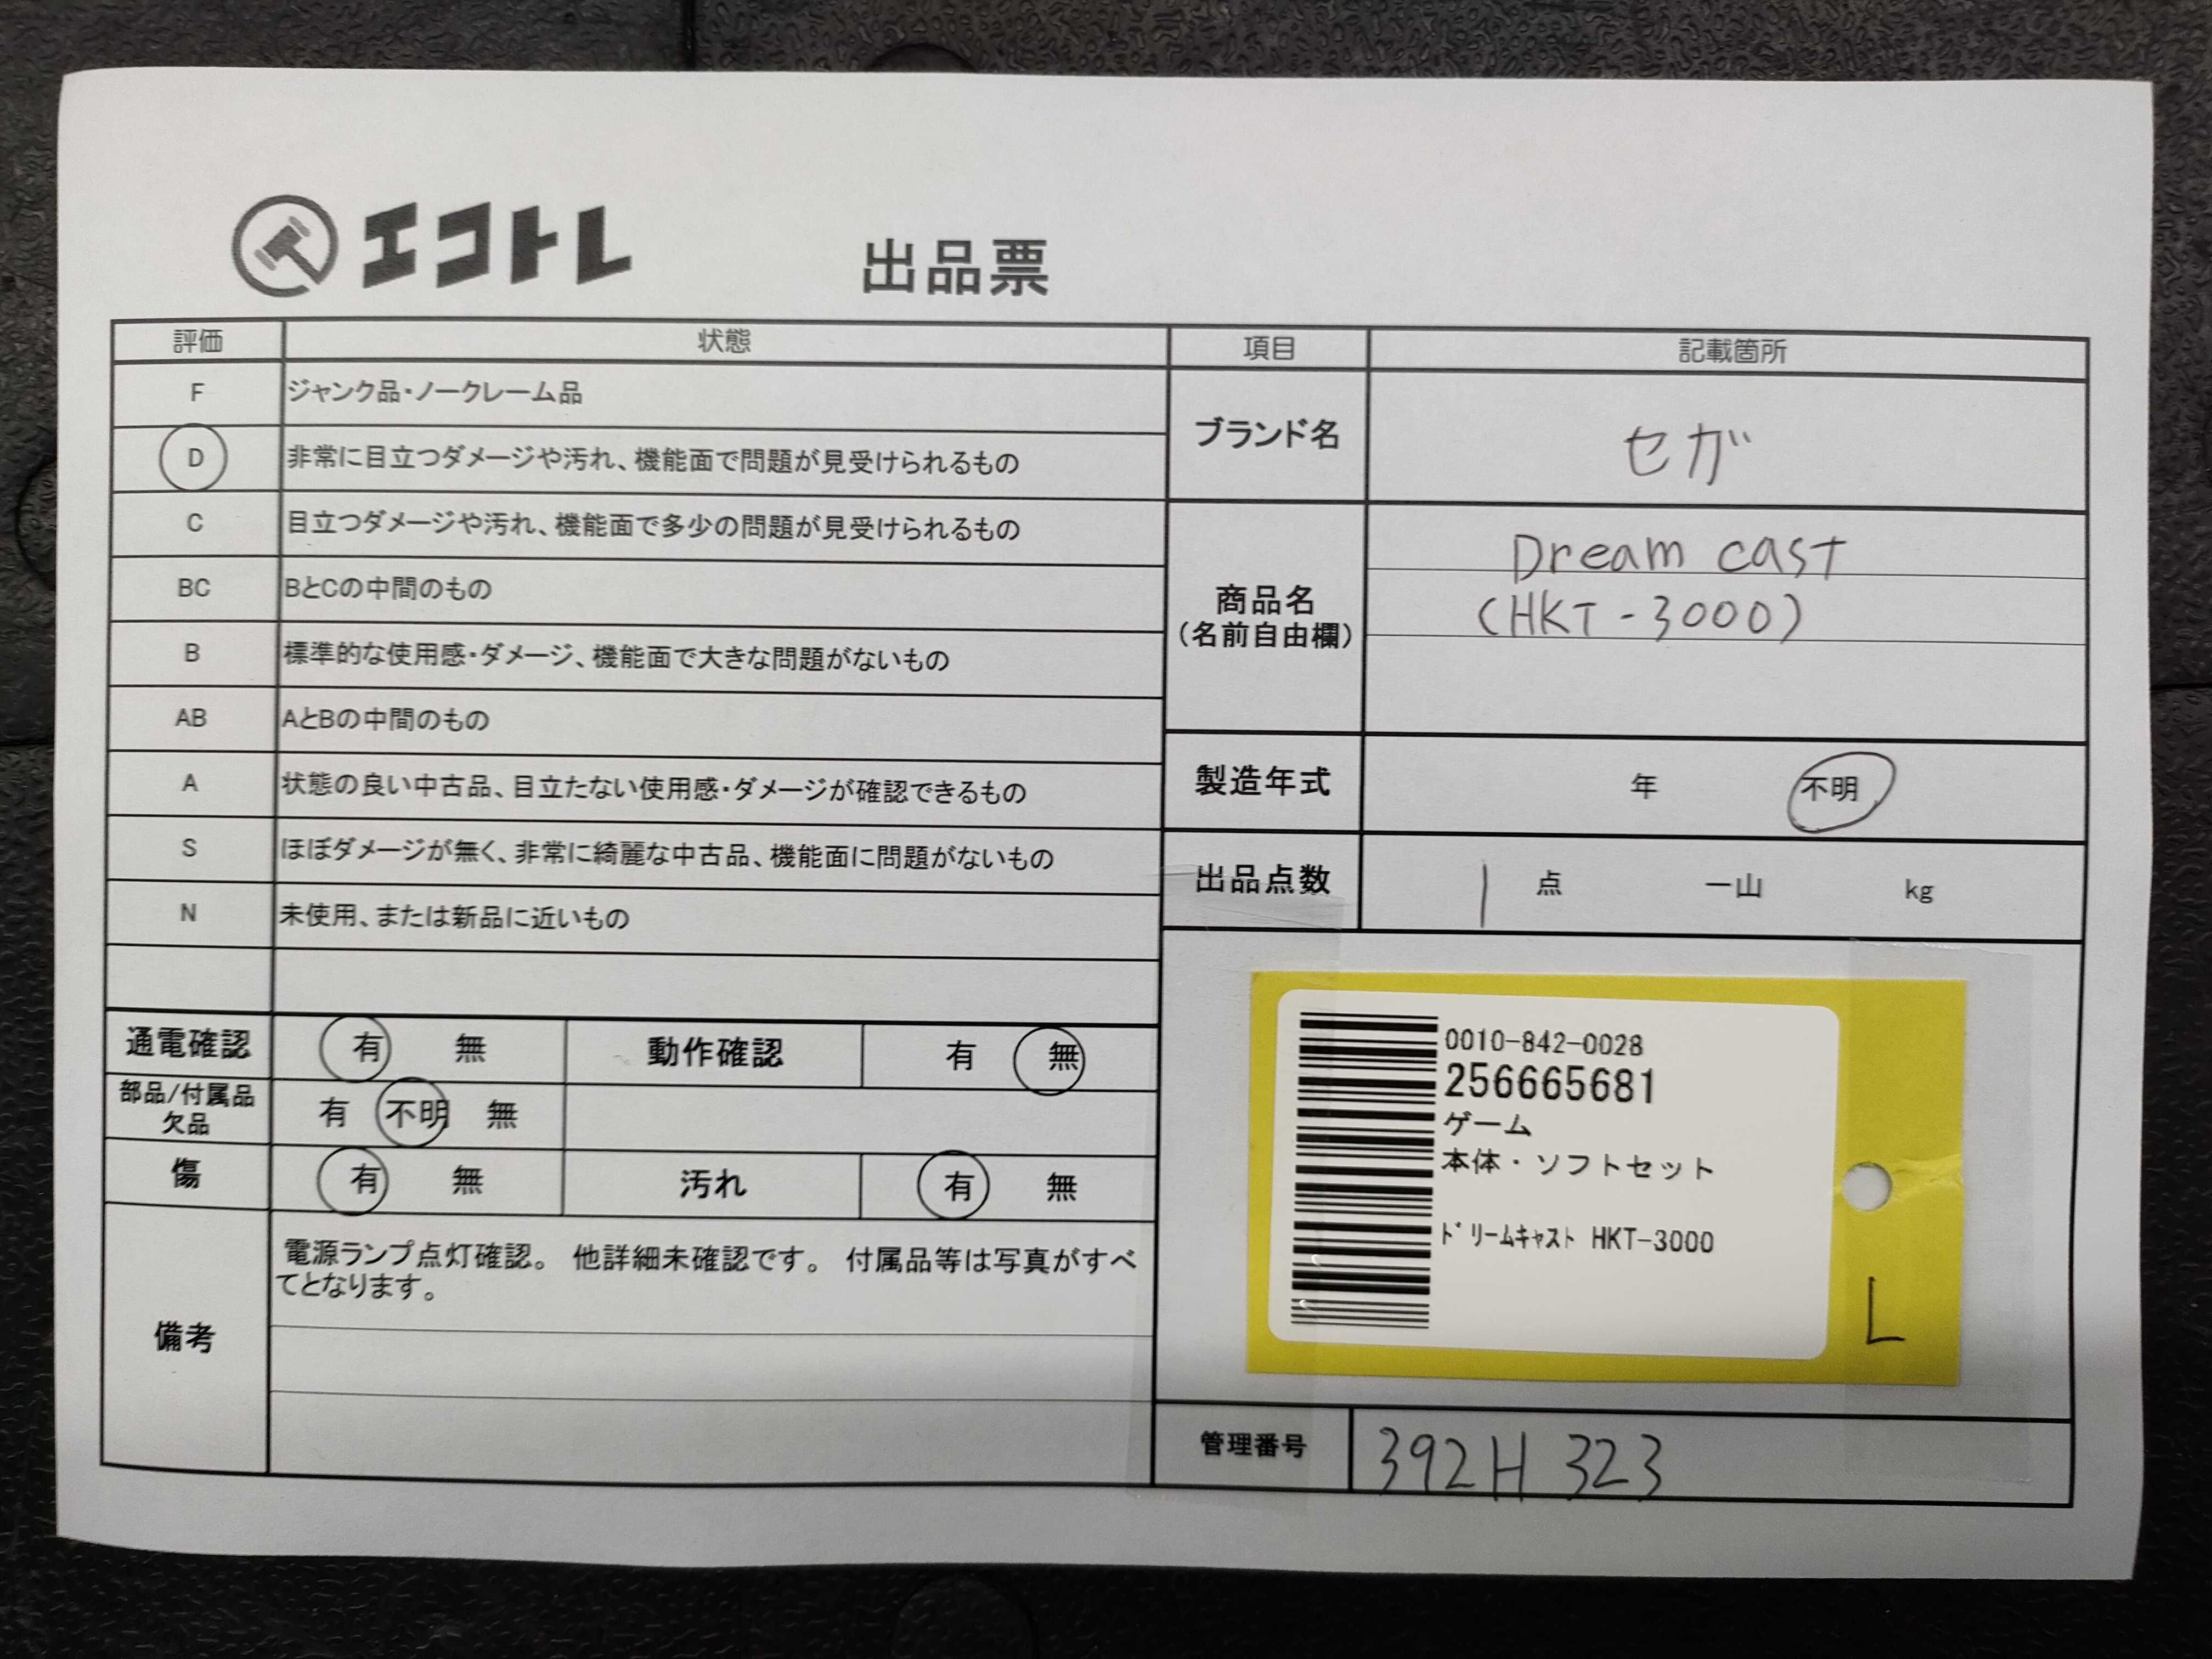 エコトレ
出品票
評価 状態
F ジャンク品・ノークレーム品
D 非常に目立つダメージや汚れ、機能面で問題が見受けられるもの
C 目立つダメージや汚れ、機能面で多少の問題が見受けられるもの
BC BとCの中間のもの
B 標準的な使用感・ダメージ、機能面で大きな問題がないもの
AB AとBの中間のもの
A 状態の良い中古品、目立たない使用感・ダメージが確認できるもの
S ほぼダメージが無く、非常に綺麗な中古品、機能面に問題がないもの
N 未使用、または新品に近いもの
通電確認 有 無 動作確認 有 無
部品/付属品
欠品
有 不明 無
傷 有 無 汚れ 有 無
備考
電源ランプ点灯確認。 他詳細未確認です。 付属品等は写真がすべ
てとなります。
項目 記載箇所
ブランド名 セガ
商品名
(名前自由欄)
Dream cast
(HKT-3000)
製造年式 年 不明
出品点数 1 点 一山 kg
0010-842-0028
256665681
ゲーム
本体・ソフトセット
ﾄﾞﾘｰﾑｷｬｽﾄ HKT-3000
L
管理番号 392H 323